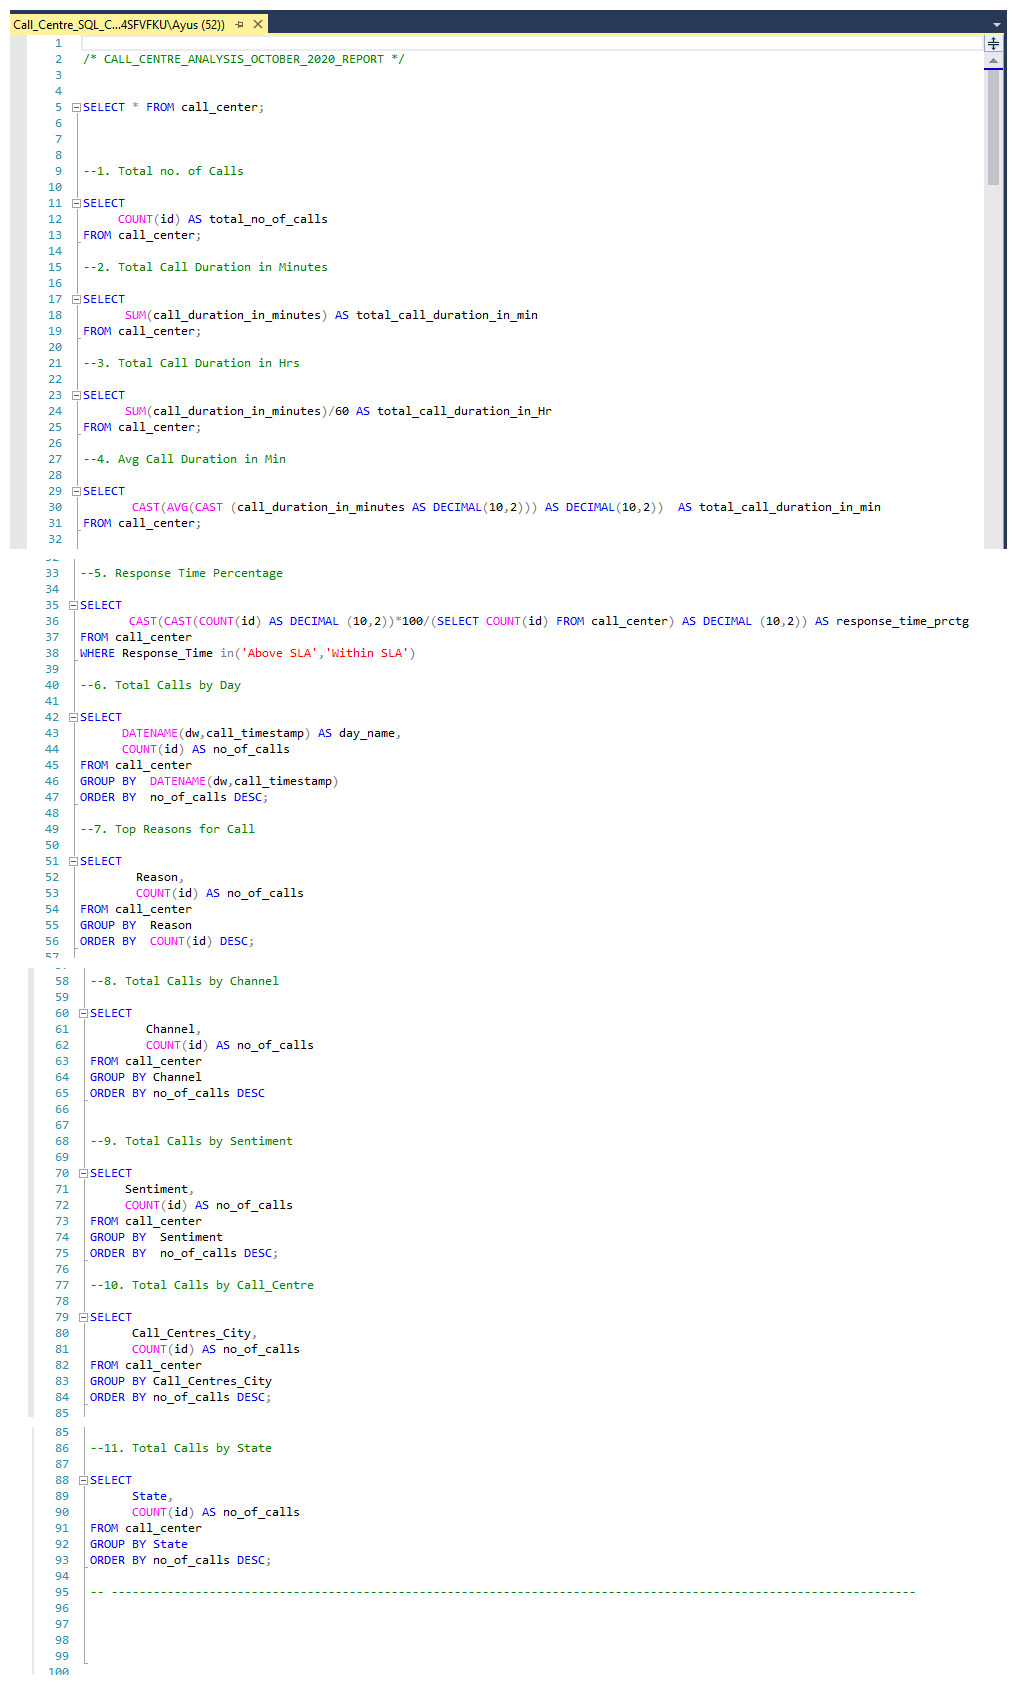 Call_Centre_SQL_C...4SFVFKU\Ayus (52))
1
2 /* CALL_CENTRE_ANALYSIS_OCTOBER_2020_REPORT */
3
4
5 SELECT * FROM call_center;
6
7
8
9 --1. Total no. of Calls
10
11 SELECT
12 COUNT(id) AS total_no_of_calls
13 FROM call_center;
14
15 --2. Total Call Duration in Minutes
16
17 SELECT
18 SUM(call_duration_in_minutes) AS total_call_duration_in_min
19 FROM call_center;
20
21 --3. Total Call Duration in Hrs
22
23 SELECT
24 SUM(call_duration_in_minutes)/60 AS total_call_duration_in_Hr
25 FROM call_center;
26
27 --4. Avg Call Duration in Min
28
29 SELECT
30 CAST(AVG(CAST (call_duration_in_minutes AS DECIMAL(10,2))) AS DECIMAL(10,2))  AS total_call_duration_in_min
31 FROM call_center;
32
33 --5. Response Time Percentage
34
35 SELECT
36 CAST(CAST(COUNT(id) AS DECIMAL (10,2))*100/(SELECT COUNT(id) FROM call_center) AS DECIMAL (10,2)) AS response_time_prctg
37 FROM call_center
38 WHERE Response_Time in('Above SLA','Within SLA')
39
40 --6. Total Calls by Day
41
42 SELECT
43 DATENAME(dw,call_timestamp) AS day_name,
44 COUNT(id) AS no_of_calls
45 FROM call_center
46 GROUP BY  DATENAME(dw,call_timestamp)
47 ORDER BY  no_of_calls DESC;
48
49 --7. Top Reasons for Call
50
51 SELECT
52 Reason,
53 COUNT(id) AS no_of_calls
54 FROM call_center
55 GROUP BY  Reason
56 ORDER BY  COUNT(id) DESC;
57
58 --8. Total Calls by Channel
59
60 SELECT
61 Channel,
62 COUNT(id) AS no_of_calls
63 FROM call_center
64 GROUP BY Channel
65 ORDER BY no_of_calls DESC
66
67
68 --9. Total Calls by Sentiment
69
70 SELECT
71 Sentiment,
72 COUNT(id) AS no_of_calls
73 FROM call_center
74 GROUP BY  Sentiment
75 ORDER BY  no_of_calls DESC;
76
77 --10. Total Calls by Call_Centre
78
79 SELECT
80 Call_Centres_City,
81 COUNT(id) AS no_of_calls
82 FROM call_center
83 GROUP BY Call_Centres_City
84 ORDER BY no_of_calls DESC;
85
85
86 --11. Total Calls by State
87
88 SELECT
89 State,
90 COUNT(id) AS no_of_calls
91 FROM call_center
92 GROUP BY State
93 ORDER BY no_of_calls DESC;
94
95 -- -------------------------------------------------------------------------------------------------------------------
96
97
98
99
100